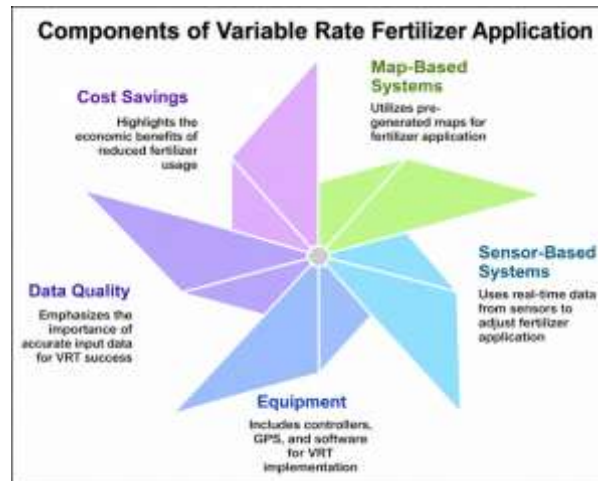 Components of Variable Rate Fertilizer Application
Map-Based
Systems
Utilizes pre-
generated maps for
fertilizer application
Sensor-Based
Systems
Uses real-time data
from sensors to
adjust fertilizer
application
Equipment
Includes controllers,
GPS, and software
for VRT
implementation
Data Quality
Emphasizes the
importance of
accurate input data
for VRT success
Cost Savings
Highlights the
economic benefits of
reduced fertilizer
usage